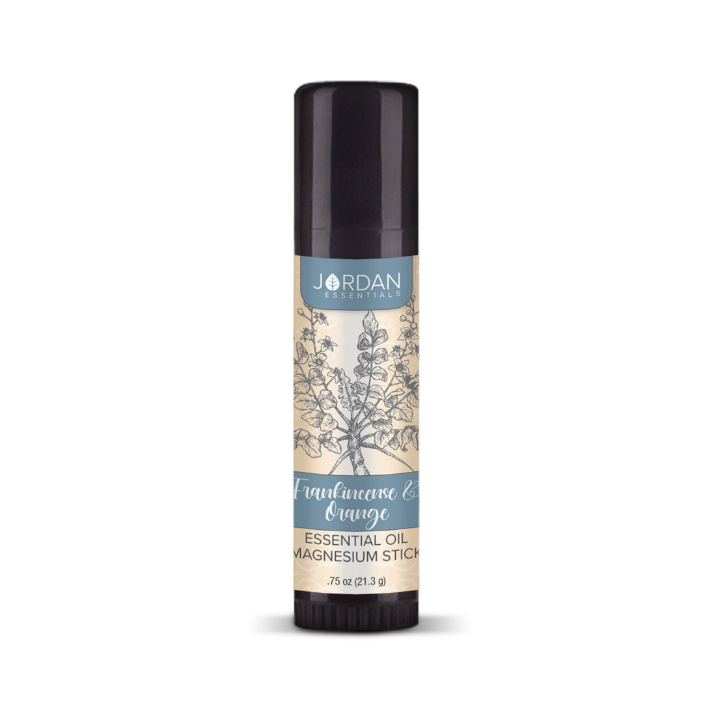 JORDAN
ESSENTIALS
Frankincense &
Orange
ESSENTIAL OIL
MAGNESIUM STICK
.75 oz (21.3 g)